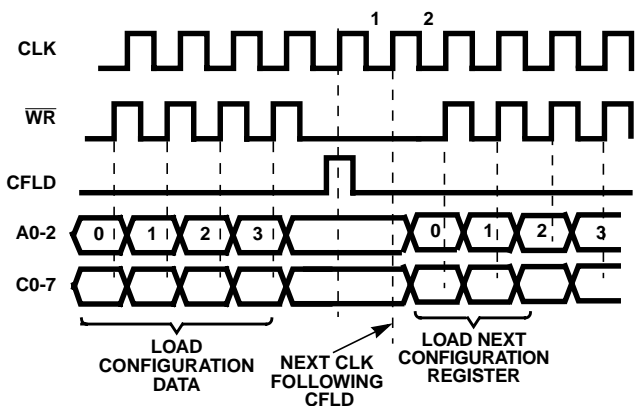 1 2
CLK
WR
CFLD
A0-2 0 1 2 3 0 1 2 3
C0-7
LOAD
CONFIGURATION
DATA
NEXT CLK
FOLLOWING
CFLD
LOAD NEXT
CONFIGURATION
REGISTER